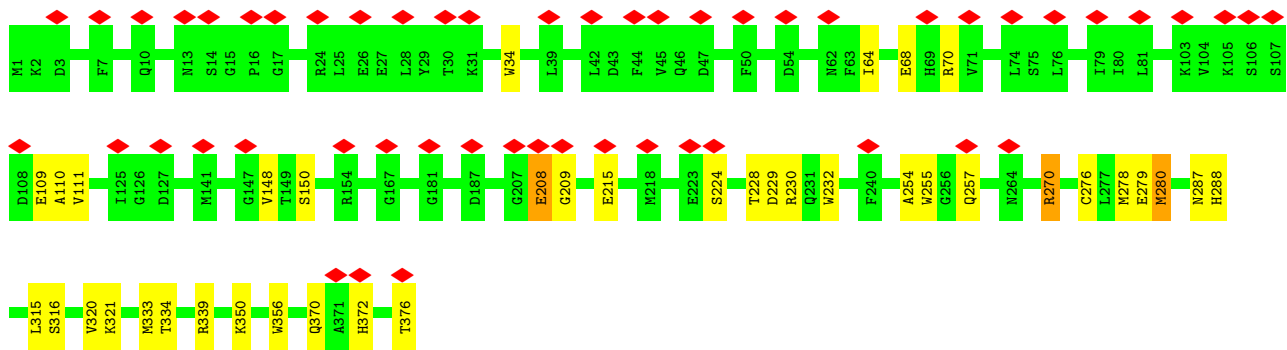 M1 K2 D3 F7 Q10 N13 S14 G15 P16 G17 R24 L25 E26 E27 L28 Y29 T30 K31 W34 L39 L42 D43 F44 V45 Q46 D47 F50 D54 N62 F63 I64 E68 H69 R70 V71 L74 S75 L76 I79 I80 L81 K103 V104 K105 S106 S107
D108 E109 A110 V111 I125 G126 D127 M141 G147 V148 T149 S150 R154 G167 G181 D187 G207 E208 G209 E215 M218 E223 S224 T228 D229 R230 Q231 W232 F240 A254 W255 G256 Q257 N264 R270 C276 L277 M278 E279 M280 N287 H288
L315 S316 V320 K321 M333 T334 R339 K350 W356 Q370 A371 H372 T376